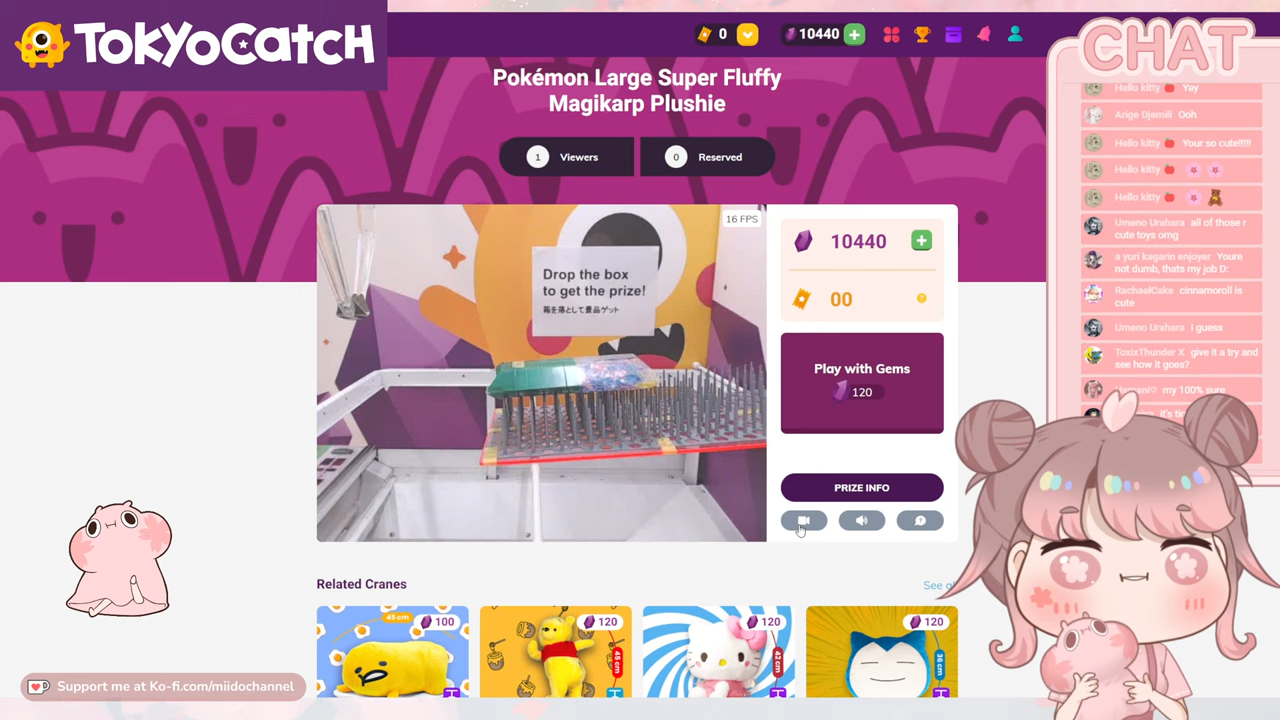 TOKYOCATCH
0
10440
CHAT
Pokémon Large Super Fluffy
Magikarp Plushie
1 Viewers
0 Reserved
16 FPS
Drop the box
to get the prize!
箱を落として景品ゲット
10440
00
Play with Gems
120
PRIZE INFO
Hello kitty Yay
Arige Djemili Ooh
Hello kitty Your so cute!!!!!
Hello kitty
Hello kitty
Umeno Urahara all of those r
cute toys omg
a yuri kagarin enjoyer Youre
not dumb, thats my job D:
RachaelCake cinnamoroll is
cute
Umeno Urahara I guess
ToxixThunder X give it a try and
see how it goes?
my 100% sure
Related Cranes
See all
45 cm
100
120
45 cm
120
42 cm
120
36 cm
Support me at Ko-fi.com/miidochannel